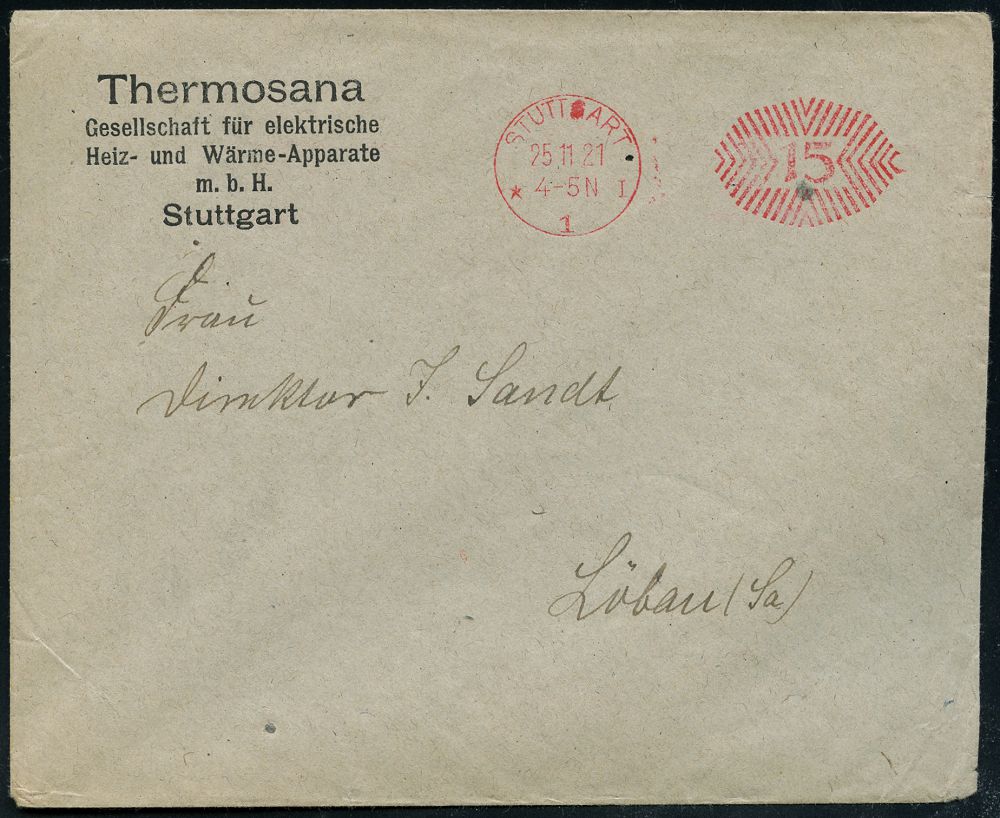 Thermosana
Gesellschaft für elektrische
Heiz- und Wärme-Apparate
m. b. H.
Stuttgart
STUTTGART
25.11.21
* 4-5N I
1
15
Frau
Direktor J. Sandt
Löbau (Sa)